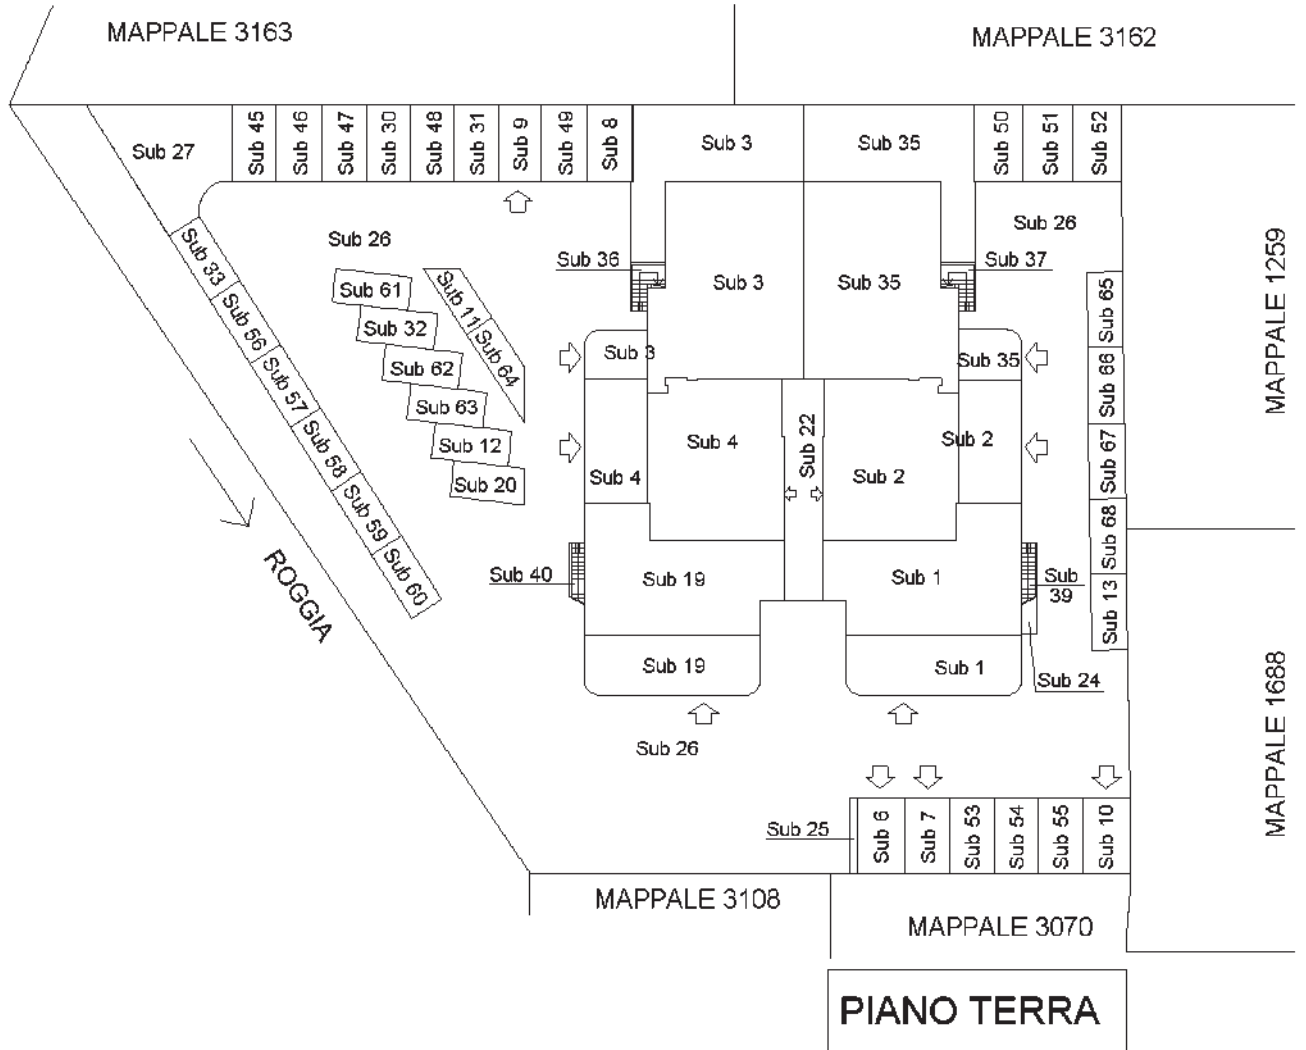 MAPPALE 3163
MAPPALE 3162
Sub 27
Sub 45
Sub 46
Sub 47
Sub 30
Sub 48
Sub 31
Sub 9
Sub 49
Sub 8
Sub 3
Sub 35
Sub 50
Sub 51
Sub 52
Sub 26
Sub 26
Sub 33
Sub 56
Sub 57
Sub 58
Sub 59
Sub 60
Sub 61
Sub 32
Sub 62
Sub 63
Sub 12
Sub 20
Sub 11
Sub 64
Sub 36
Sub 37
Sub 3
Sub 35
Sub 3
Sub 35
Sub 4
Sub 4
Sub 22
Sub 2
Sub 2
Sub 65
Sub 66
Sub 67
Sub 68
Sub 13
MAPPALE 1259
ROGGIA
Sub 40
Sub 19
Sub 1
Sub
39
Sub 19
Sub 1
Sub 24
MAPPALE 1688
Sub 26
Sub 25
Sub 6
Sub 7
Sub 53
Sub 54
Sub 55
Sub 10
MAPPALE 3108
MAPPALE 3070
PIANO TERRA